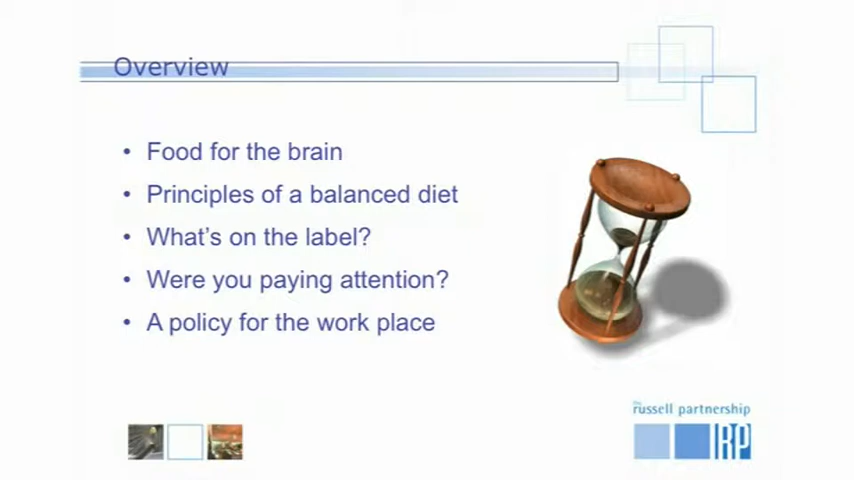 Overview
• Food for the brain
• Principles of a balanced diet
• What's on the label?
• Were you paying attention?
• A policy for the work place
the
russell partnership
RP